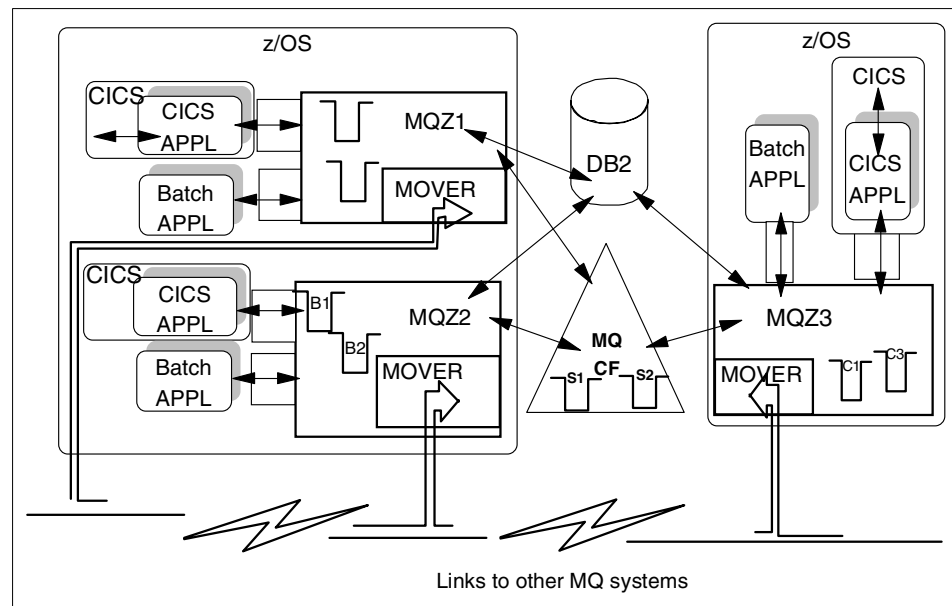 z/OS
CICS
CICS
APPL
MQZ1
Batch
APPL
MOVER
CICS
CICS
APPL
B1
B2
MQZ2
Batch
APPL
MOVER
DB2
MQ
CF
S1
S2
z/OS
CICS
Batch
APPL
CICS
APPL
MQZ3
MOVER
C1
C3
Links to other MQ systems